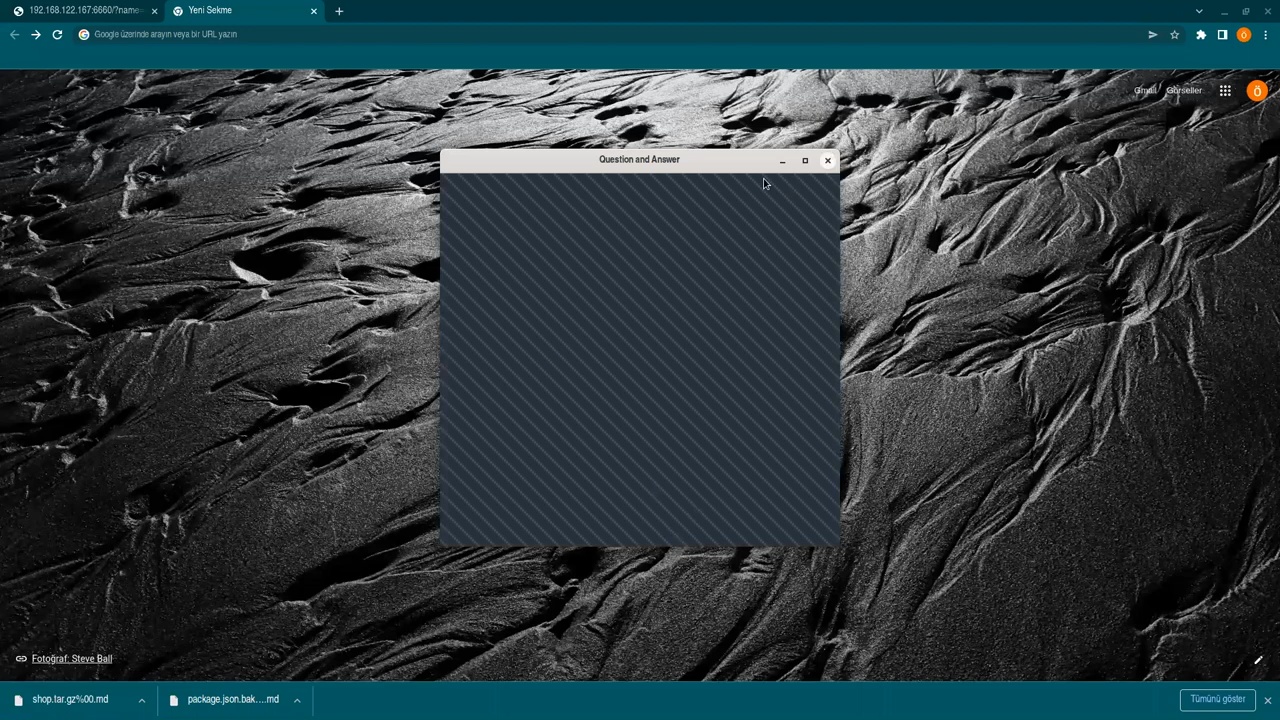 192.168.122.167:6660/?name=
Yeni Sekme
Google üzerinde arayın veya bir URL yazın
ö
Gmail
Görseller
ö
Question and Answer
Fotoğraf: Steve Ball
shop.tar.gz%00.md
package.json.bak....md
Tümünü göster